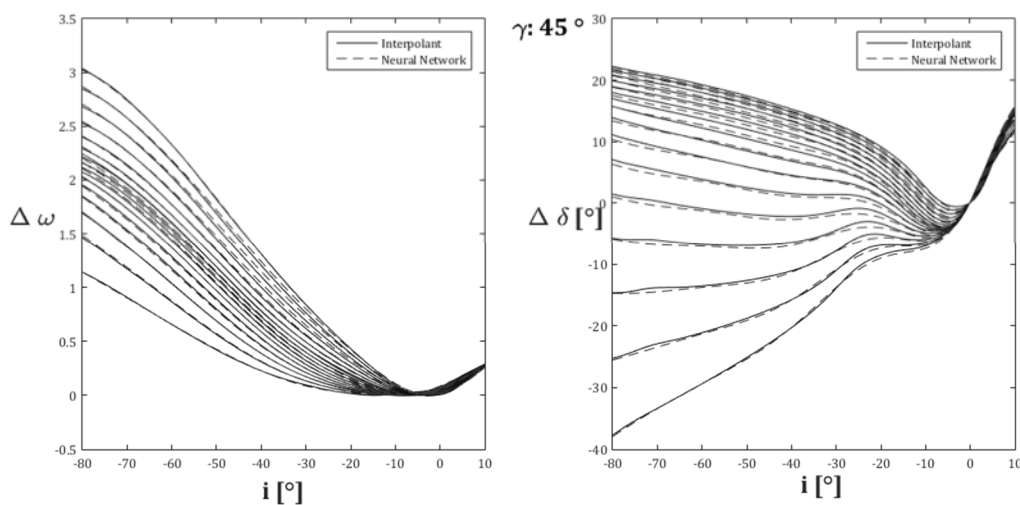 3.5
3
2.5
2
1.5
1
0.5
0
-0.5
Δ ω
-80 -70 -60 -50 -40 -30 -20 -10 0 10
i [°]
Interpolant
Neural Network
γ: 45 °
30
20
10
0
-10
-20
-30
-40
Δ δ [°]
-80 -70 -60 -50 -40 -30 -20 -10 0 10
i [°]
Interpolant
Neural Network